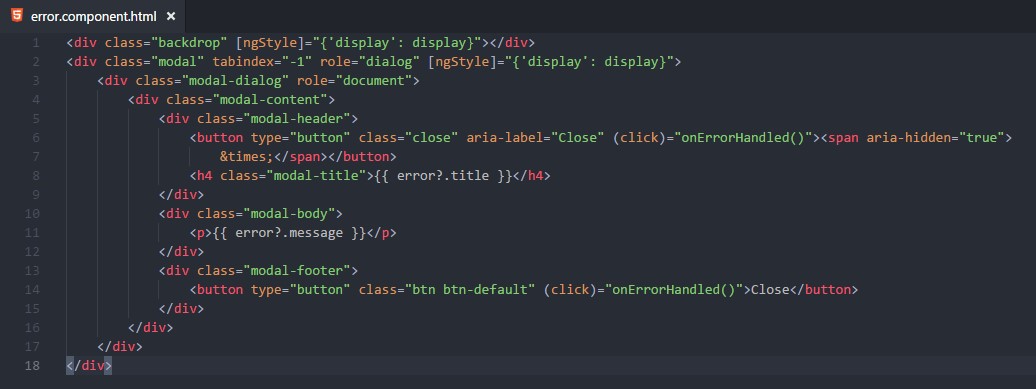 error.component.html ×
1 <div class="backdrop" [ngStyle]="{'display': display}"></div>
2 <div class="modal" tabindex="-1" role="dialog" [ngStyle]="{'display': display}">
3     <div class="modal-dialog" role="document">
4         <div class="modal-content">
5             <div class="modal-header">
6                 <button type="button" class="close" aria-label="Close" (click)="onErrorHandled()"><span aria-hidden="true">
7                     &times;</span></button>
8                 <h4 class="modal-title">{{ error?.title }}</h4>
9             </div>
10             <div class="modal-body">
11                 <p>{{ error?.message }}</p>
12             </div>
13             <div class="modal-footer">
14                 <button type="button" class="btn btn-default" (click)="onErrorHandled()">Close</button>
15             </div>
16         </div>
17     </div>
18 </div>